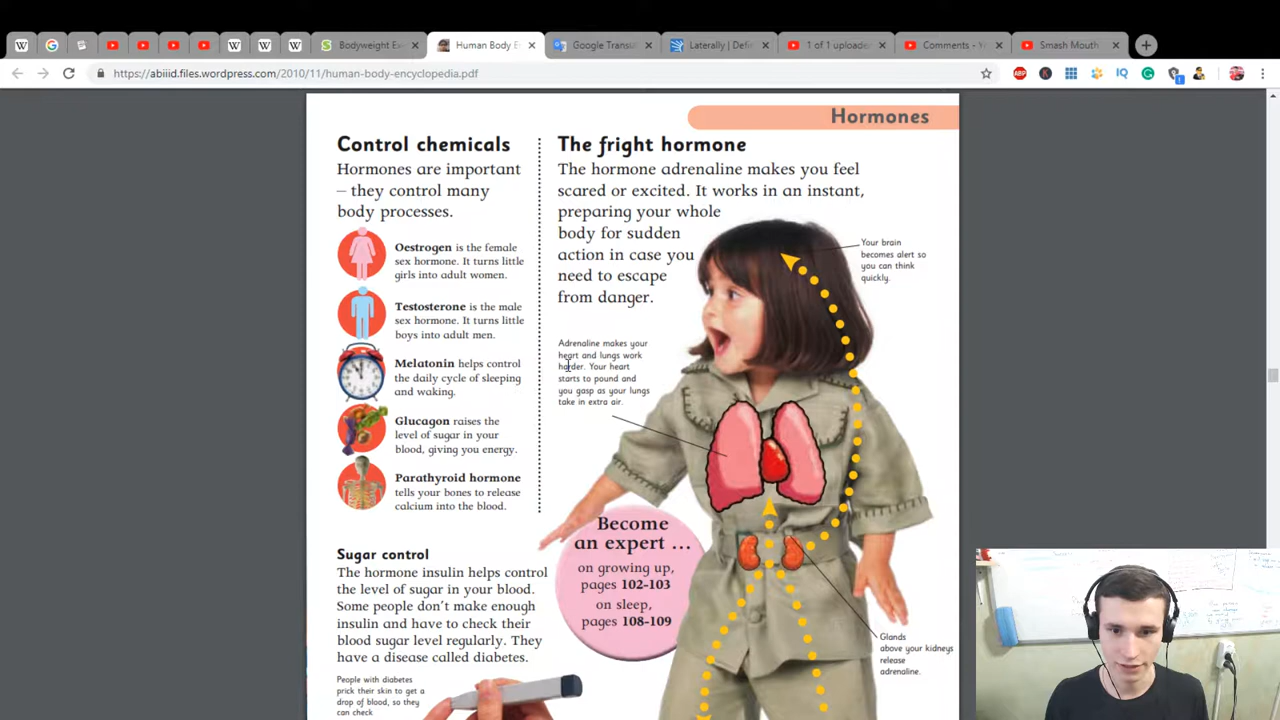 Bodyweight Ex
Human Body E
Google Trans
Laterally | Defi
1 of 1 uploade
Comments - Y
Smash Mouth
https://abiiid.files.wordpress.com/2010/11/human-body-encyclopedia.pdf
Hormones
Control chemicals
Hormones are important
– they control many
body processes.
Oestrogen is the female
sex hormone. It turns little
girls into adult women.
Testosterone is the male
sex hormone. It turns little
boys into adult men.
Melatonin helps control
the daily cycle of sleeping
and waking.
Glucagon raises the
level of sugar in your
blood, giving you energy.
Parathyroid hormone
tells your bones to release
calcium into the blood.
Sugar control
The hormone insulin helps control
the level of sugar in your blood.
Some people don't make enough
insulin and have to check their
blood sugar level regularly. They
have a disease called diabetes.
People with diabetes
prick their skin to get a
drop of blood, so they
can check
The fright hormone
The hormone adrenaline makes you feel
scared or excited. It works in an instant,
preparing your whole
body for sudden
action in case you
need to escape
from danger.
Your brain
becomes alert so
you can think
quickly.
Adrenaline makes your
heart and lungs work
harder. Your heart
starts to pound and
you gasp as your lungs
take in extra air.
Become
an expert ...
on growing up,
pages 102-103
on sleep,
pages 108-109
Glands
above your kidneys
release
adrenaline.